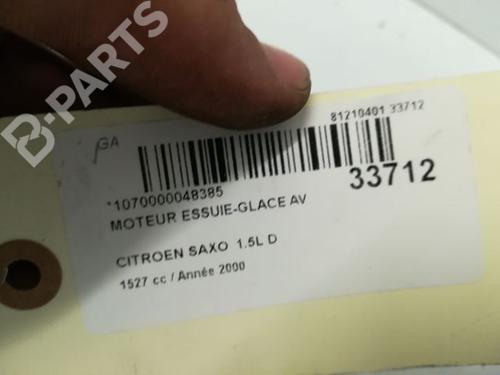 B-PARTS
GA
81210401 33712
*1070000048385
33712
MOTEUR ESSUIE-GLACE AV
CITROEN SAXO 1.5L D
1527 cc / Année 2000